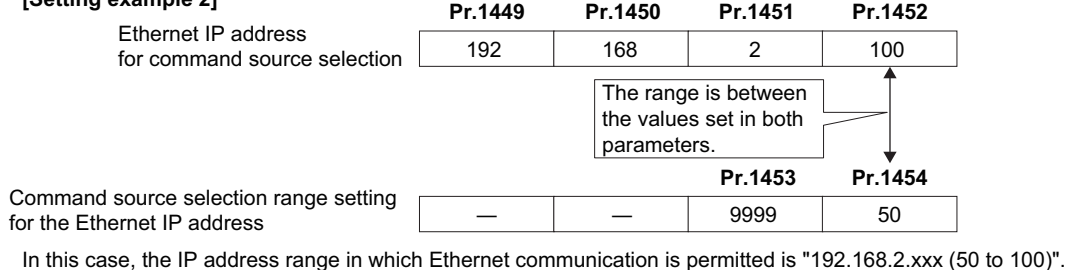 [Setting example 2]
Pr.1449 Pr.1450 Pr.1451 Pr.1452
Ethernet IP address
for command source selection
192 168 2 100
The range is between
the values set in both
parameters.
Pr.1453 Pr.1454
Command source selection range setting
for the Ethernet IP address
— — 9999 50
In this case, the IP address range in which Ethernet communication is permitted is "192.168.2.xxx (50 to 100)".